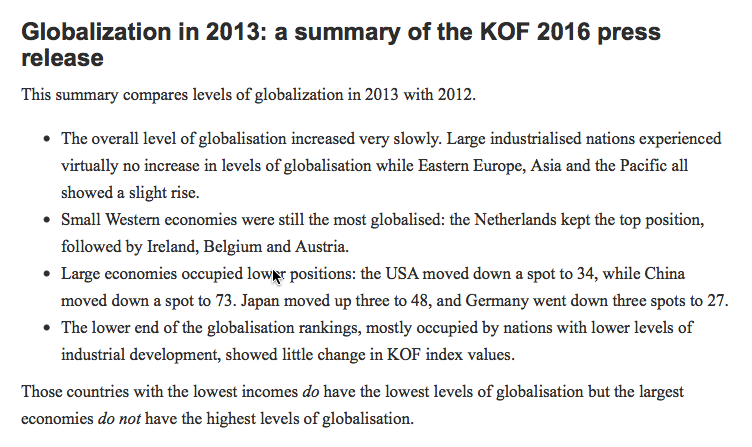 Globalization in 2013: a summary of the KOF 2016 press
release
This summary compares levels of globalization in 2013 with 2012.
• The overall level of globalisation increased very slowly. Large industrialised nations experienced
virtually no increase in levels of globalisation while Eastern Europe, Asia and the Pacific all
showed a slight rise.
• Small Western economies were still the most globalised: the Netherlands kept the top position,
followed by Ireland, Belgium and Austria.
• Large economies occupied lower positions: the USA moved down a spot to 34, while China
moved down a spot to 73. Japan moved up three to 48, and Germany went down three spots to 27.
• The lower end of the globalisation rankings, mostly occupied by nations with lower levels of
industrial development, showed little change in KOF index values.
Those countries with the lowest incomes do have the lowest levels of globalisation but the largest
economies do not have the highest levels of globalisation.